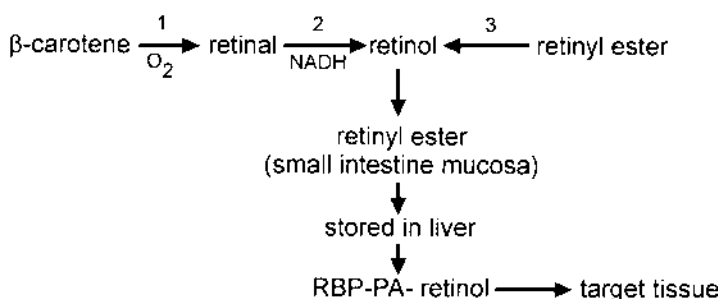 1 2 3
β-carotene retinal retinol retinyl ester
O2 NADH
retinyl ester
(small intestine mucosa)
stored in liver
RBP-PA- retinol target tissue